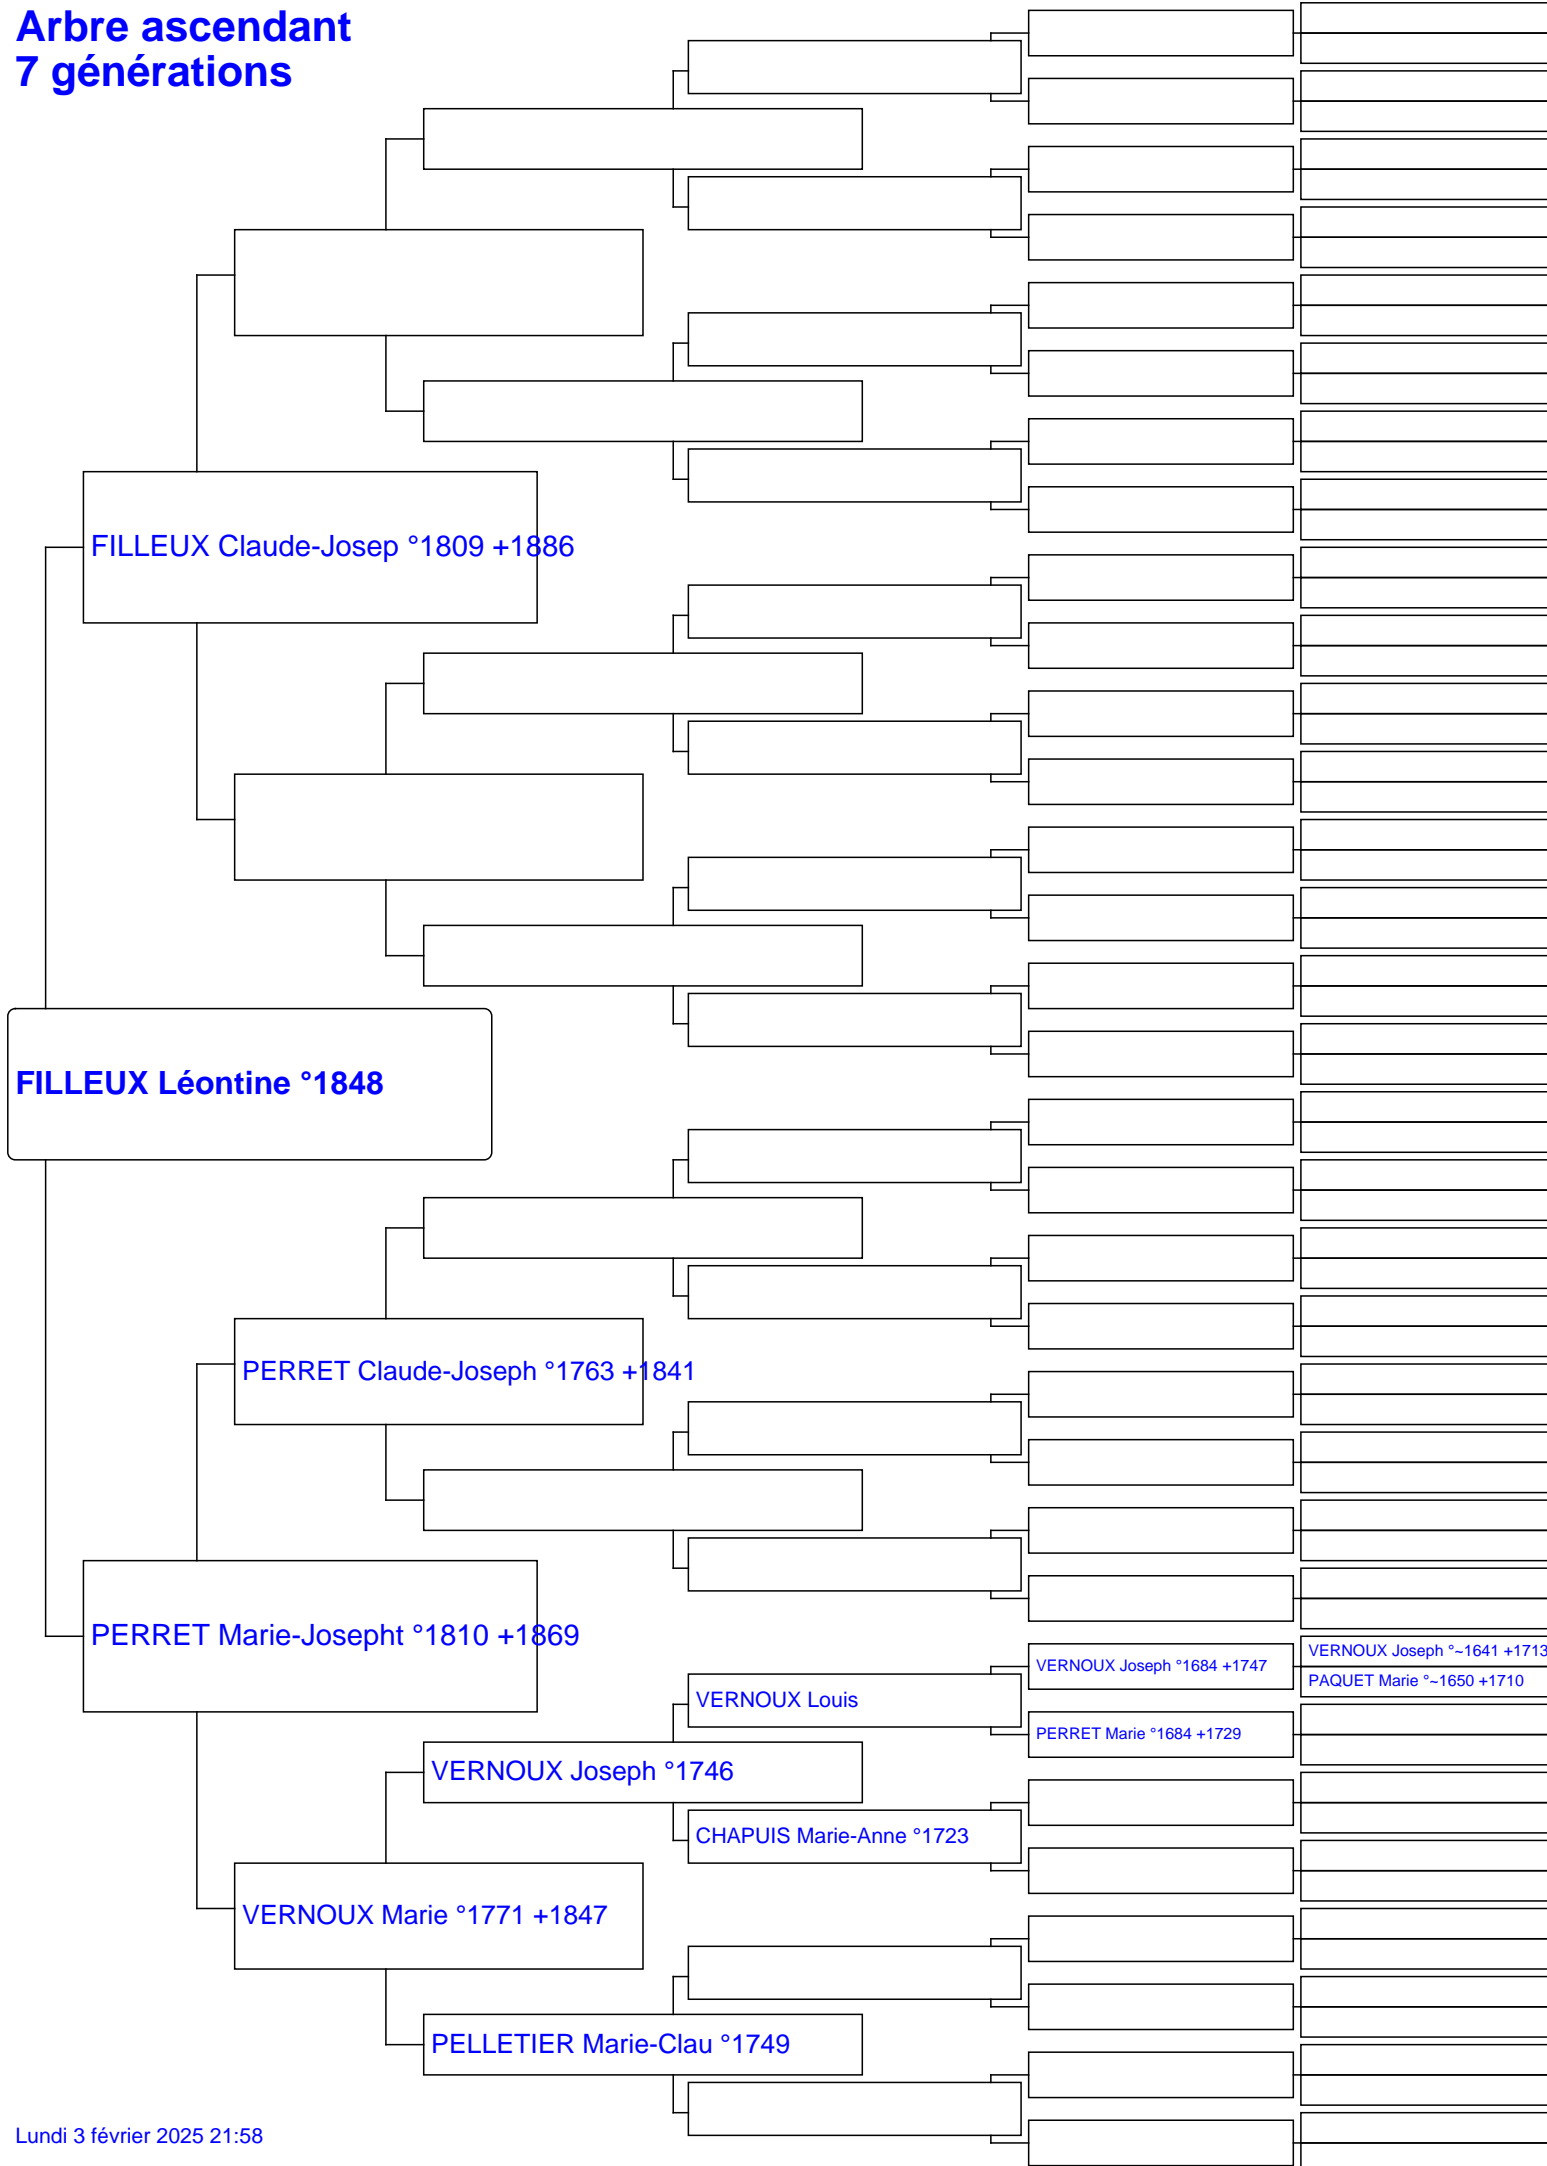 Arbre ascendant
7 générations
FILLEUX Claude-Josep °1809 +1886
FILLEUX Léontine °1848
PERRET Claude-Joseph °1763 +1841
PERRET Marie-Josepht °1810 +1869
VERNOUX Joseph °~1641 +1713
VERNOUX Joseph °1684 +1747
PAQUET Marie °~1650 +1710
VERNOUX Louis
PERRET Marie °1684 +1729
VERNOUX Joseph °1746
CHAPUIS Marie-Anne °1723
VERNOUX Marie °1771 +1847
PELLETIER Marie-Clau °1749
Lundi 3 février 2025 21:58